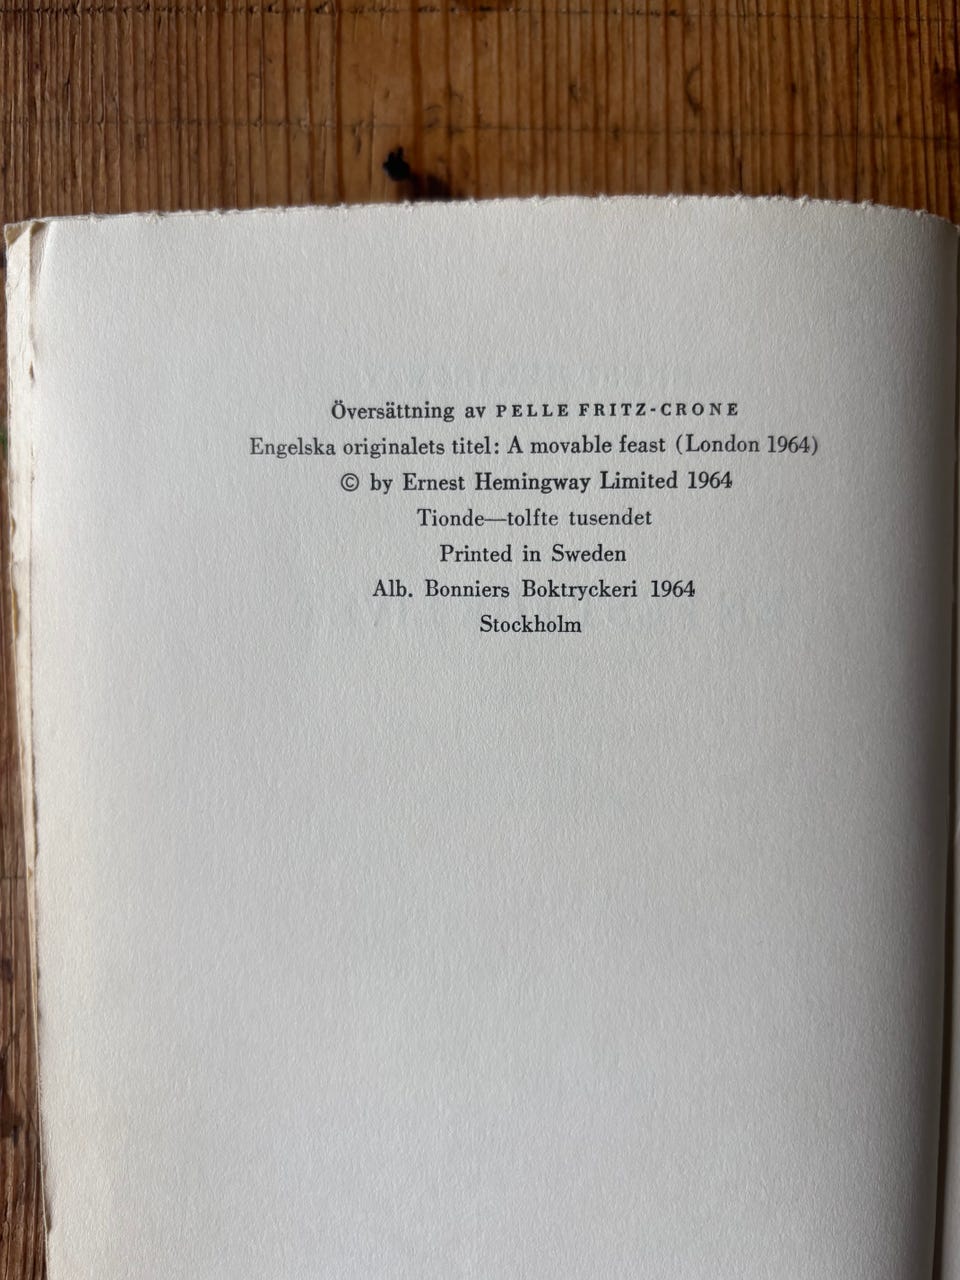 Översättning av PELLE FRITZ-CRONE
Engelska originalets titel: A movable feast (London 1964)
© by Ernest Hemingway Limited 1964
Tionde—tolfte tusendet
Printed in Sweden
Alb. Bonniers Boktryckeri 1964
Stockholm